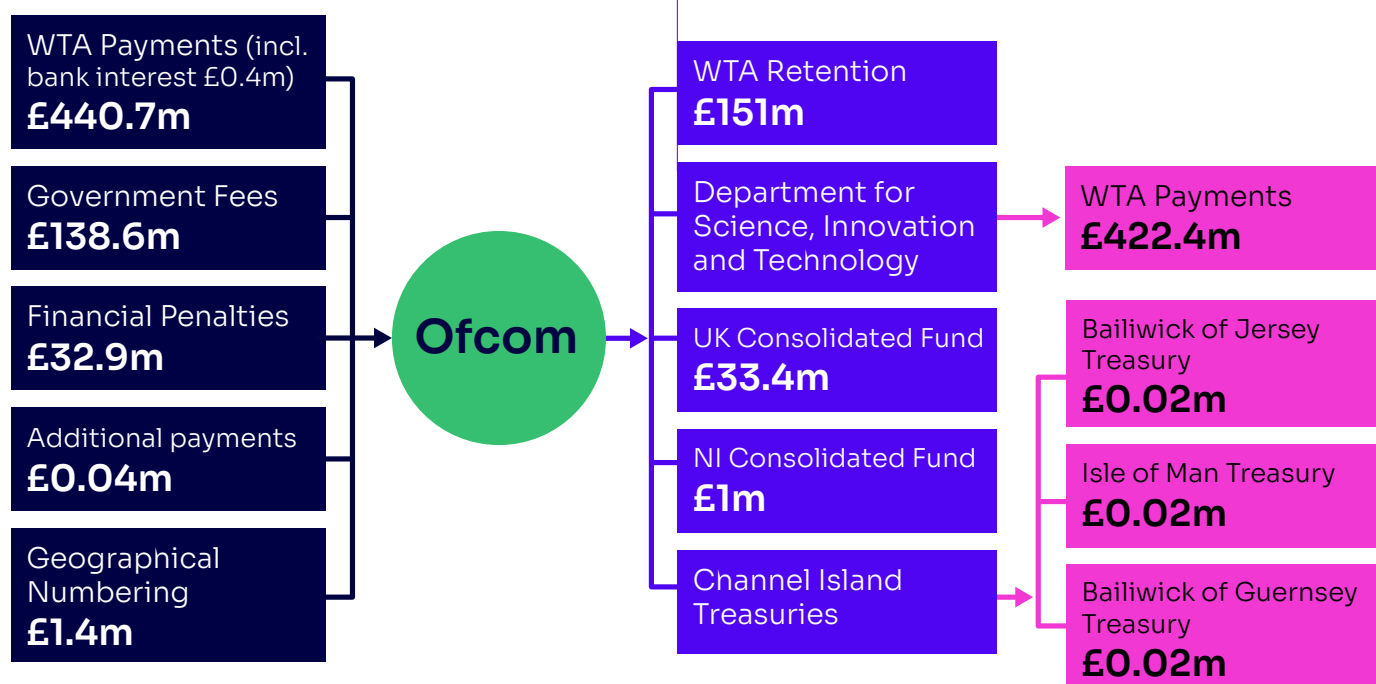 WTA Payments (incl.
bank interest £0.4m)
£440.7m
Government Fees
£138.6m
Financial Penalties
£32.9m
Additional payments
£0.04m
Geographical
Numbering
£1.4m
Ofcom
WTA Retention
£151m
Department for
Science, Innovation
and Technology
UK Consolidated Fund
£33.4m
NI Consolidated Fund
£1m
Channel Island
Treasuries
WTA Payments
£422.4m
Bailiwick of Jersey
Treasury
£0.02m
Isle of Man Treasury
£0.02m
Bailiwick of Guernsey
Treasury
£0.02m